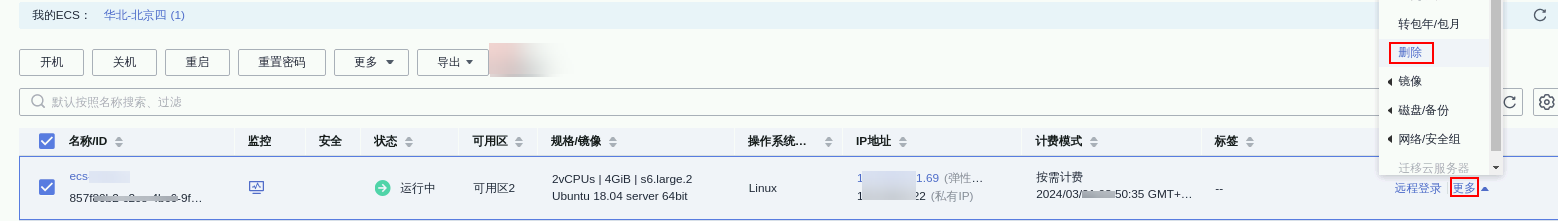 我的ECS： 华北-北京四 (1)
转包年/包月
开机 关机 重启 重置密码 更多 导出
删除
默认按照名称搜索、过滤
镜像
磁盘/备份
名称/ID 监控 安全 状态 可用区 规格/镜像 操作系统… IP地址 计费模式 标签
网络/安全组
迁移云服务器
ecs- 运行中 可用区2 2vCPUs | 4GiB | s6.large.2 Linux 1.69 (弹性… 按需计费 --
857f 9f… Ubuntu 18.04 server 64bit 22 (私有IP) 2024/03/ 50:35 GMT+…
远程登录 更多